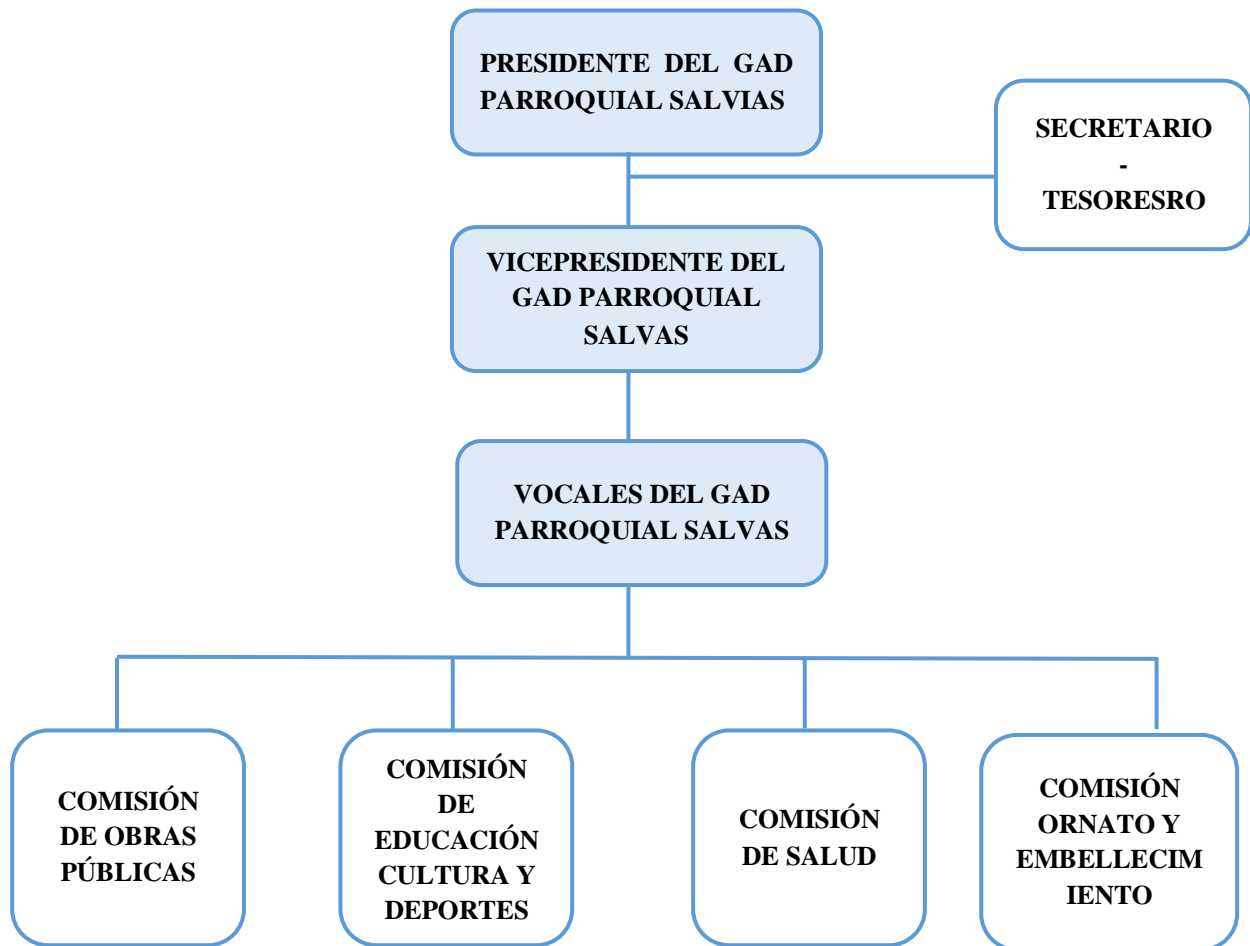 PRESIDENTE DEL GAD
PARROQUIAL SALVIAS
SECRETARIO
-
TESORESRO
VICEPRESIDENTE DEL
GAD PARROQUIAL
SALVAS
VOCALES DEL GAD
PARROQUIAL SALVAS
COMISIÓN
DE OBRAS
PÚBLICAS
COMISIÓN
DE
EDUCACIÓN
CULTURA Y
DEPORTES
COMISIÓN
DE SALUD
COMISIÓN
ORNATO Y
EMBELLECIM
IENTO